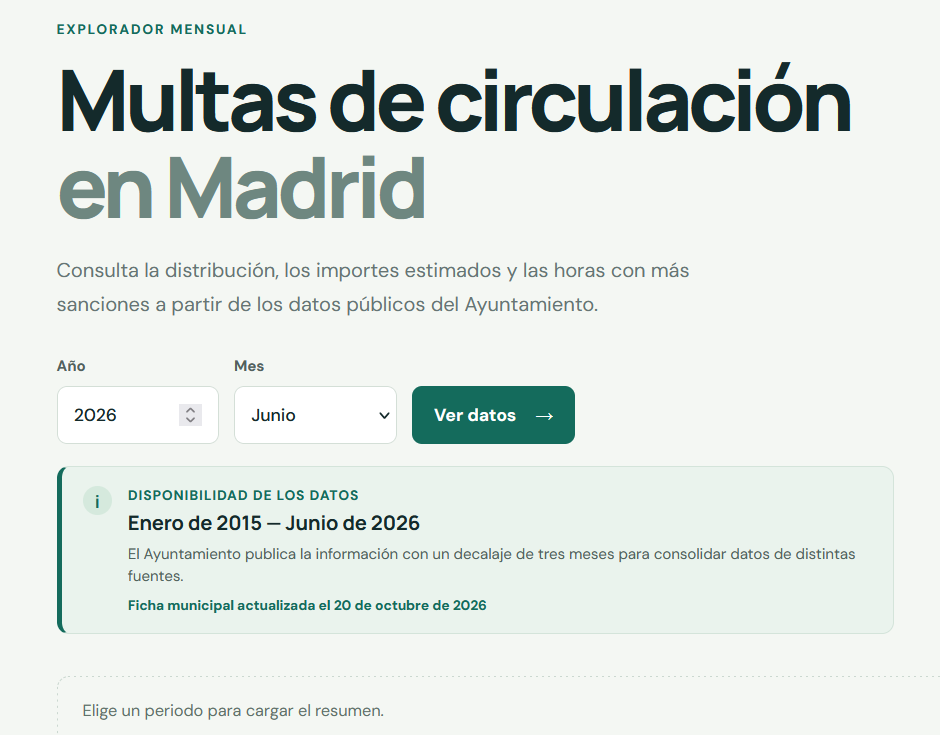 EXPLORADOR MENSUAL
Multas de circulación
en Madrid
Consulta la distribución, los importes estimados y las horas con más
sanciones a partir de los datos públicos del Ayuntamiento.
Año Mes
2026 Junio Ver datos →
i DISPONIBILIDAD DE LOS DATOS
Enero de 2015 — Junio de 2026
El Ayuntamiento publica la información con un decalaje de tres meses para consolidar datos de distintas
fuentes.
Ficha municipal actualizada el 20 de octubre de 2026
Elige un periodo para cargar el resumen.